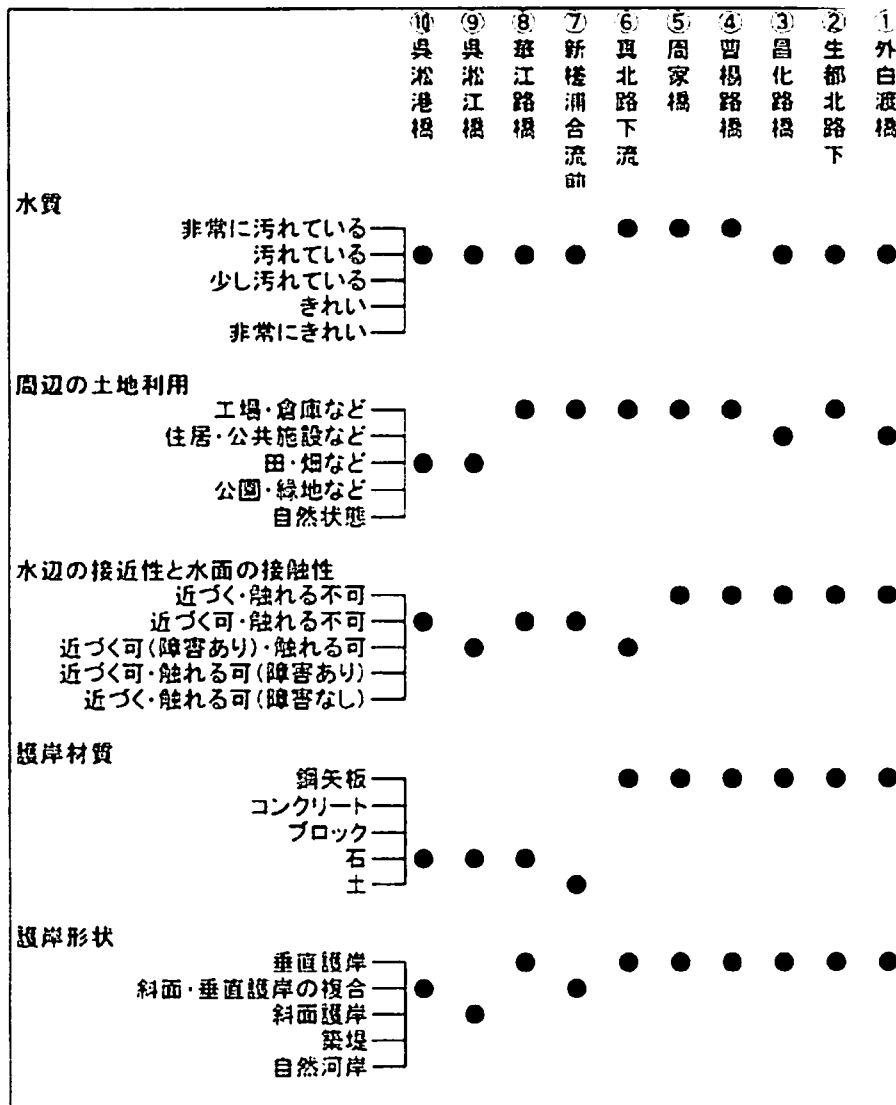 ⑩呉淞港橋
⑨呉淞江橋
⑧華江路橋
⑦新槎浦合流前
⑥真北路下流
⑤周家橋
④曽楊路橋
③昌化路橋
②生都北路下
①外白渡橋
水質
非常に汚れている
汚れている
少し汚れている
きれい
非常にきれい
周辺の土地利用
工場・倉庫など
住居・公共施設など
田・畑など
公園・緑地など
自然状態
水辺の接近性と水面の接触性
近づく・触れる不可
近づく可・触れる不可
近づく可(障害あり)・触れる可
近づく可・触れる可(障害あり)
近づく・触れる可(障害なし)
護岸材質
鋼矢板
コンクリート
ブロック
石
土
護岸形状
垂直護岸
斜面・垂直護岸の複合
斜面護岸
築堤
自然河岸